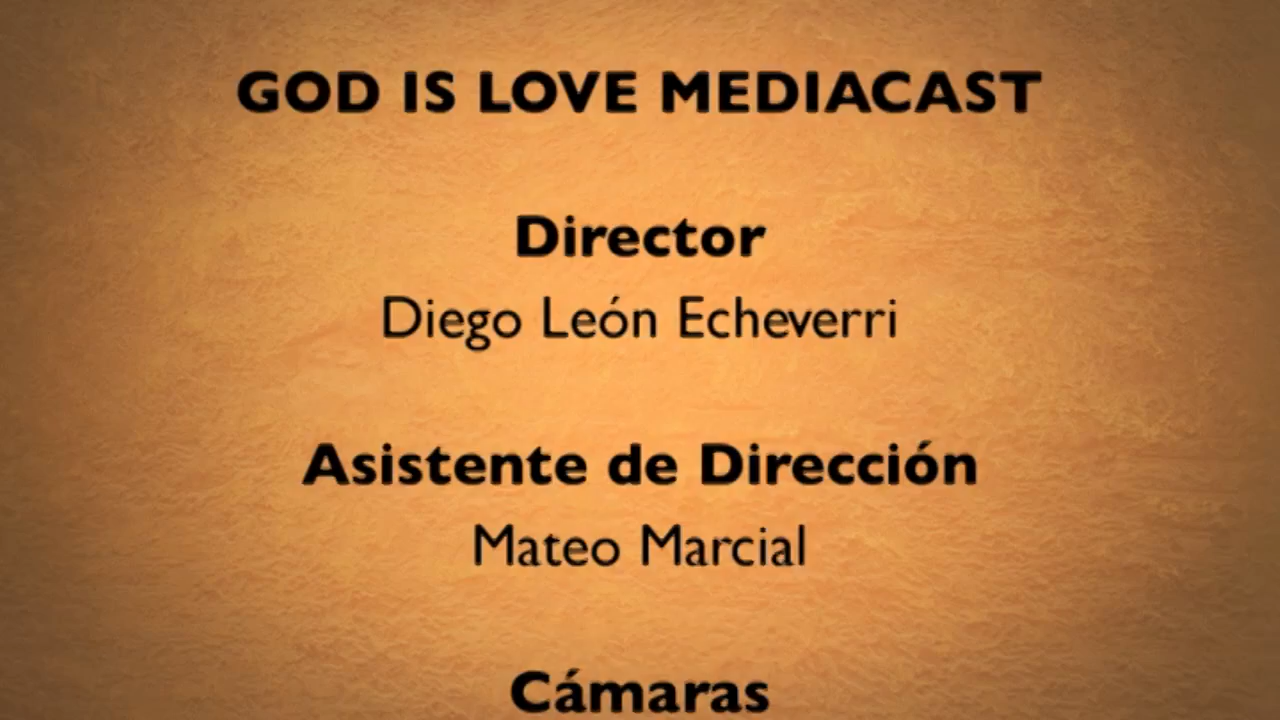 GOD IS LOVE MEDIACAST
Director
Diego León Echeverri
Asistente de Dirección
Mateo Marcial
Cámaras